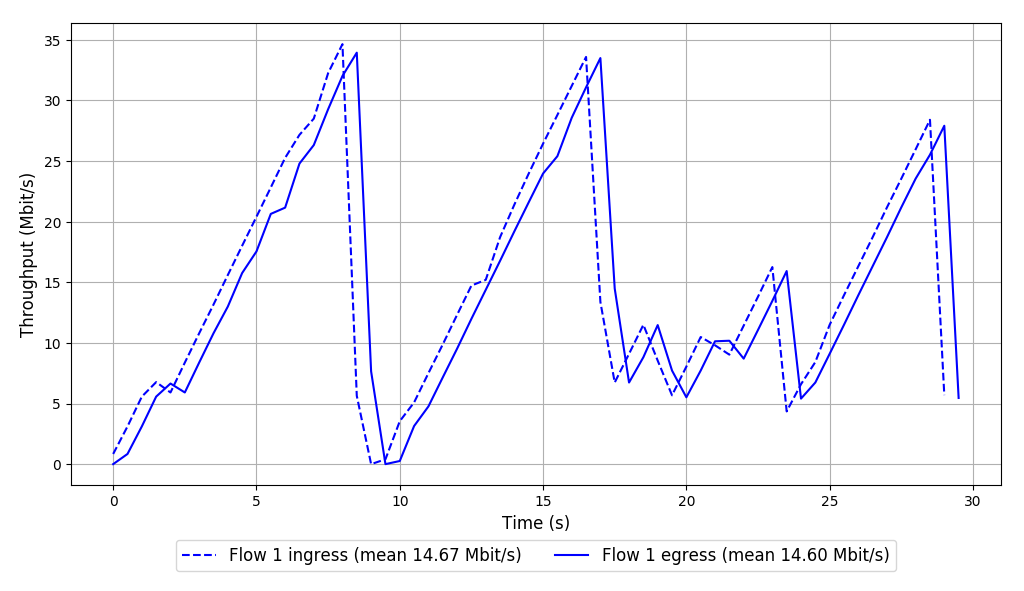 Throughput (Mbit/s)
35
30
25
20
15
10
5
0
0 5 10 15 20 25 30
Time (s)
Flow 1 ingress (mean 14.67 Mbit/s) Flow 1 egress (mean 14.60 Mbit/s)